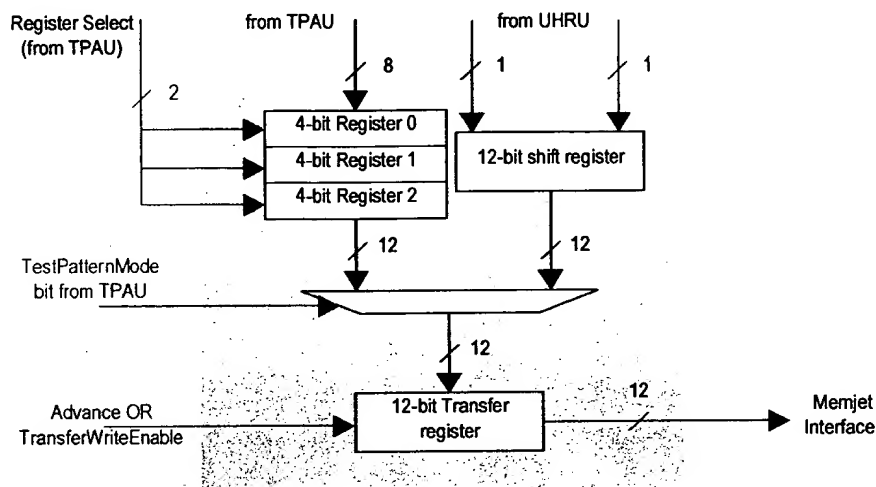 Register Select
(from TPAU)
from TPAU
from UHRU
2
8
1
1
4-bit Register 0
4-bit Register 1
4-bit Register 2
12-bit shift register
12
12
TestPatternMode
bit from TPAU
12
Advance OR
TransferWriteEnable
12-bit Transfer
register
12
Memjet
Interface